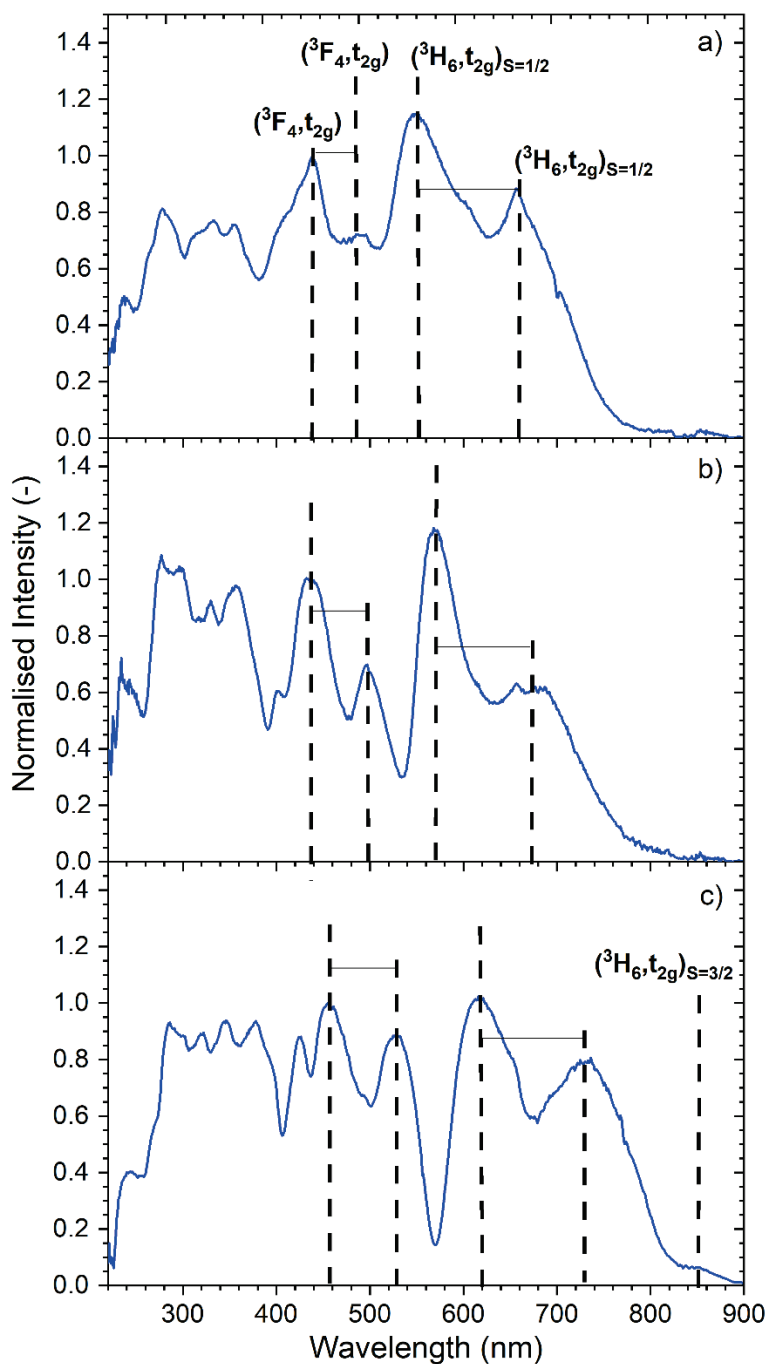 a)
(³F₄,t₂g)
(³H₆,t₂g)S=1/2
(³F₄,t₂g)
(³H₆,t₂g)S=1/2
1.4
1.2
1.0
0.8
0.6
0.4
0.2
0.0
b)
1.4
1.2
1.0
0.8
0.6
0.4
0.2
0.0
Normalised Intensity (-)
c)
(³H₆,t₂g)S=3/2
1.4
1.2
1.0
0.8
0.6
0.4
0.2
0.0
300 400 500 600 700 800 900
Wavelength (nm)